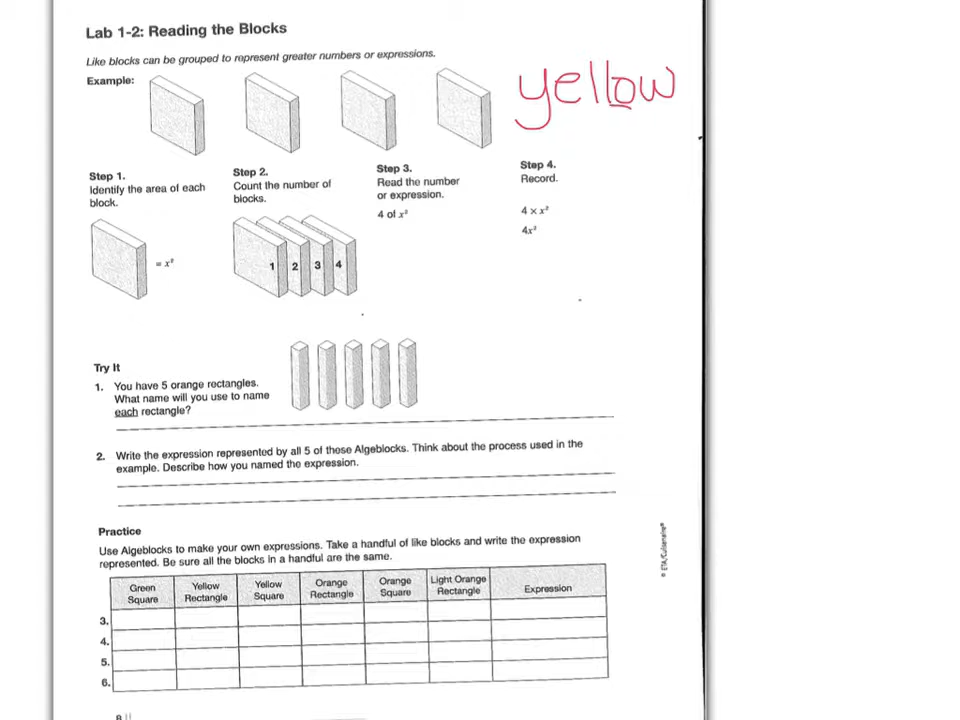 Lab 1-2: Reading the Blocks
Like blocks can be grouped to represent greater numbers or expressions.
Example:
yellow
Step 1.
Identify the area of each
block.
= x²
Step 2.
Count the number of
blocks.
1 2 3 4
Step 3.
Read the number
or expression.
4 of x²
Step 4.
Record.
4 × x²
4x²
Try It
1. You have 5 orange rectangles.
What name will you use to name
each rectangle?
2. Write the expression represented by all 5 of these Algeblocks. Think about the process used in the
example. Describe how you named the expression.
Practice
Use Algeblocks to make your own expressions. Take a handful of like blocks and write the expression
represented. Be sure all the blocks in a handful are the same.
Green
Square
Yellow
Rectangle
Yellow
Square
Orange
Rectangle
Orange
Square
Light Orange
Rectangle
Expression
3.
4.
5.
6.
© ETA/Cuisenaire®
8